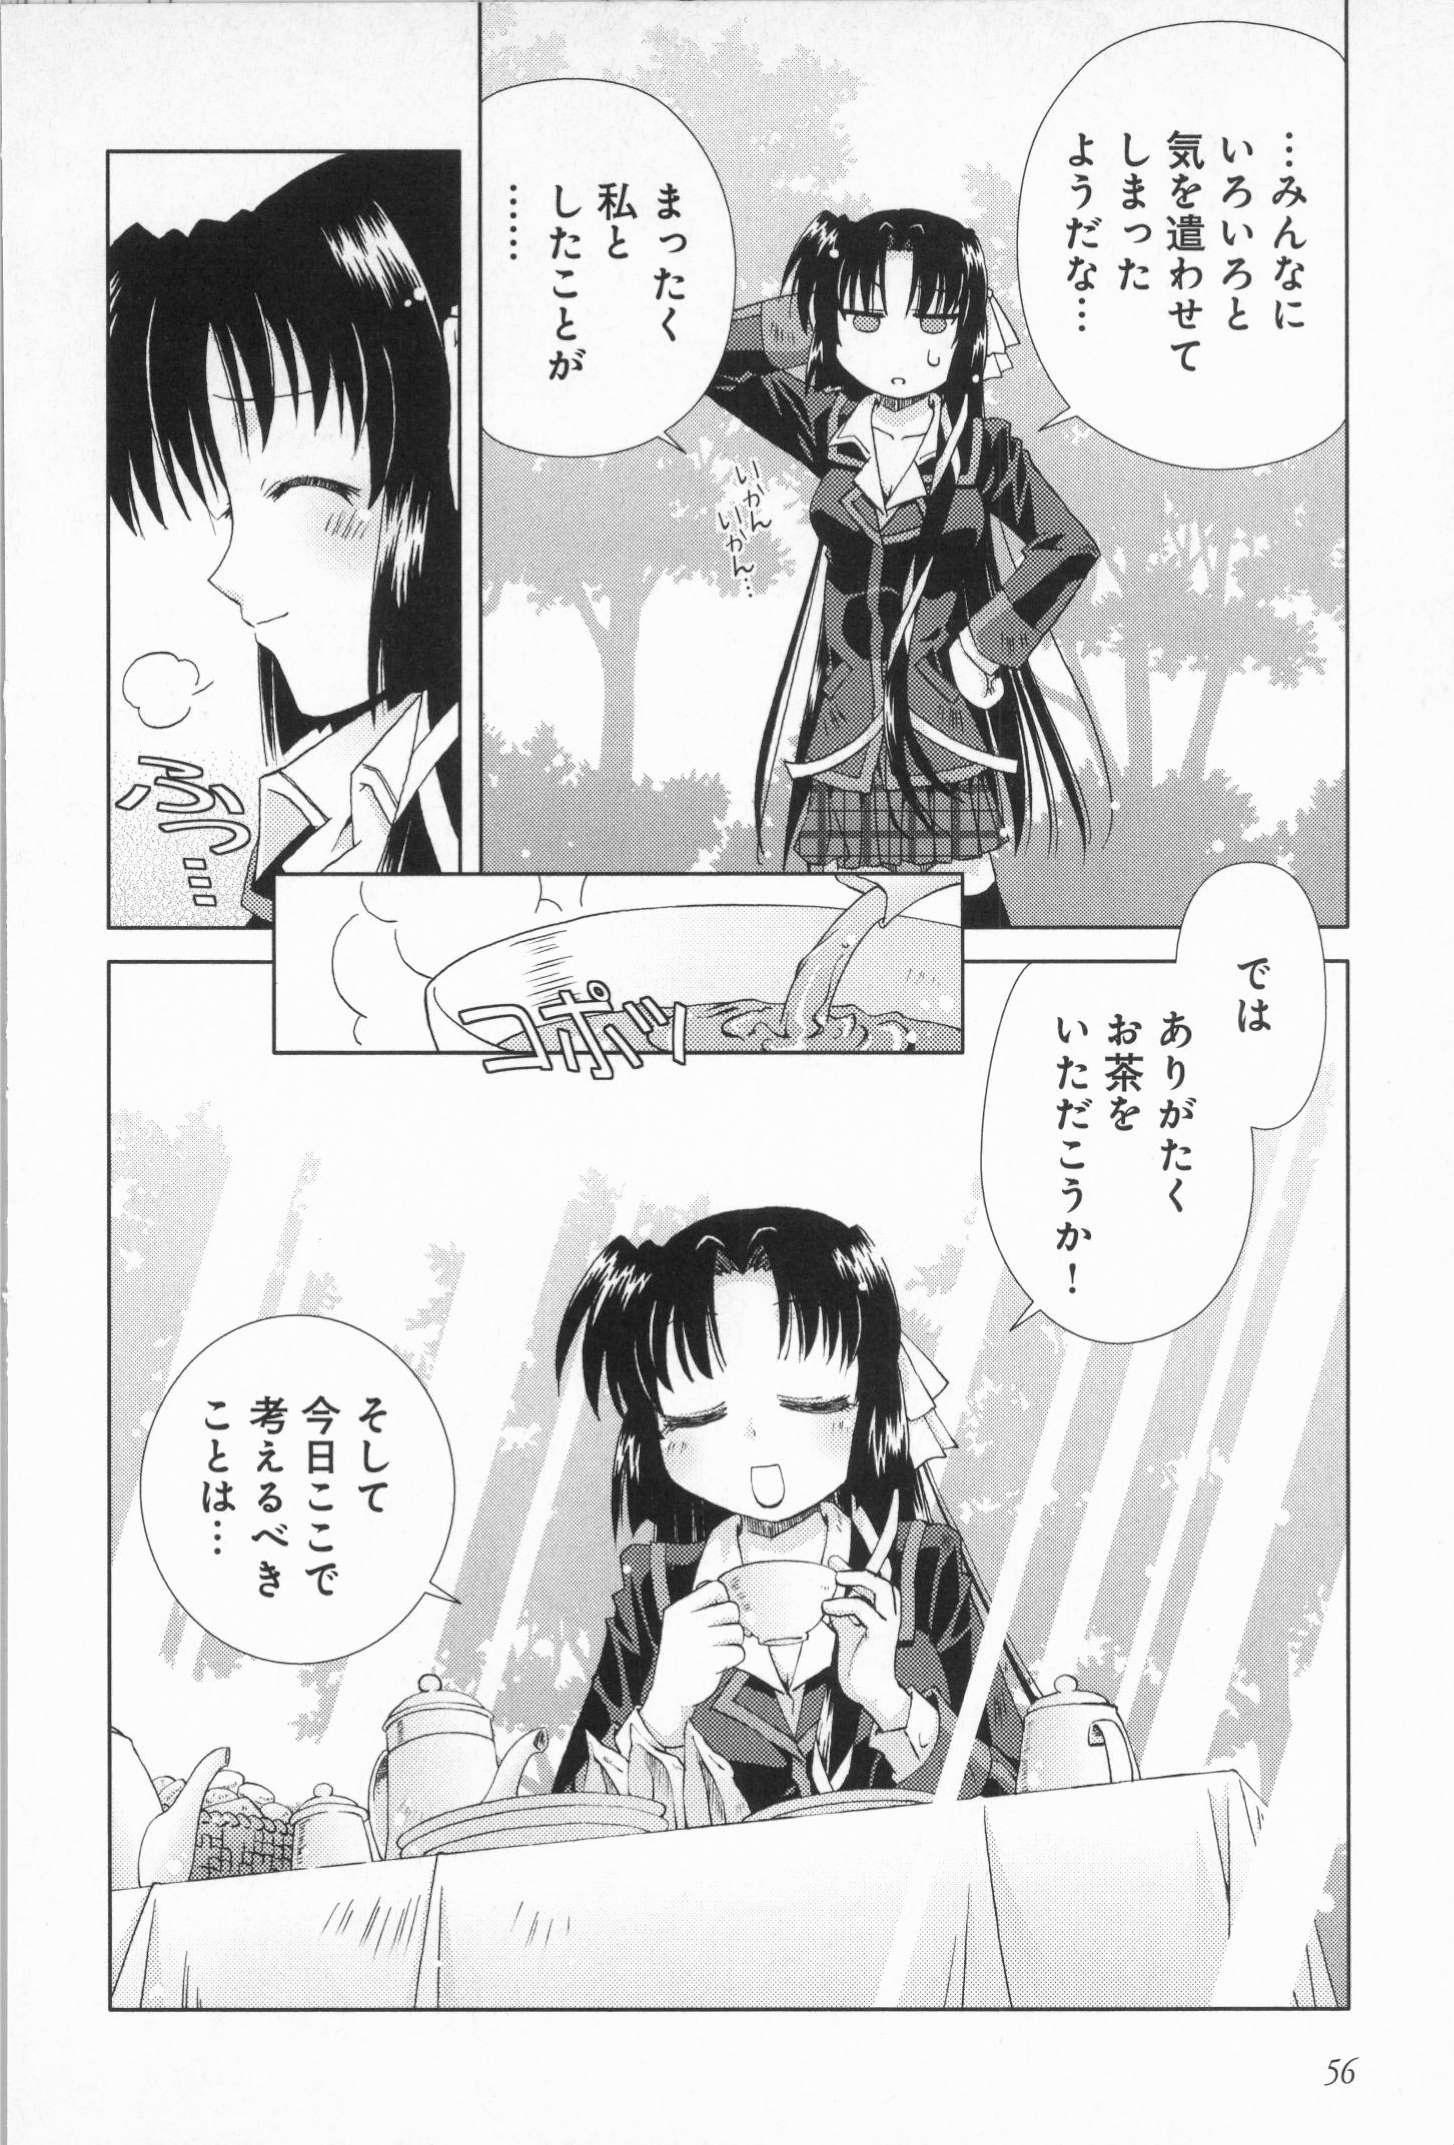 …みんなに
いろいろと
気を遣わせて
しまった
ようだな…
まったく
私と
したことが
……
いかん
いかん…
ふっ…
コポポッ
では
ありがたく
お茶を
いただこうか！
そして
今日ここで
考えるべき
ことは…
56